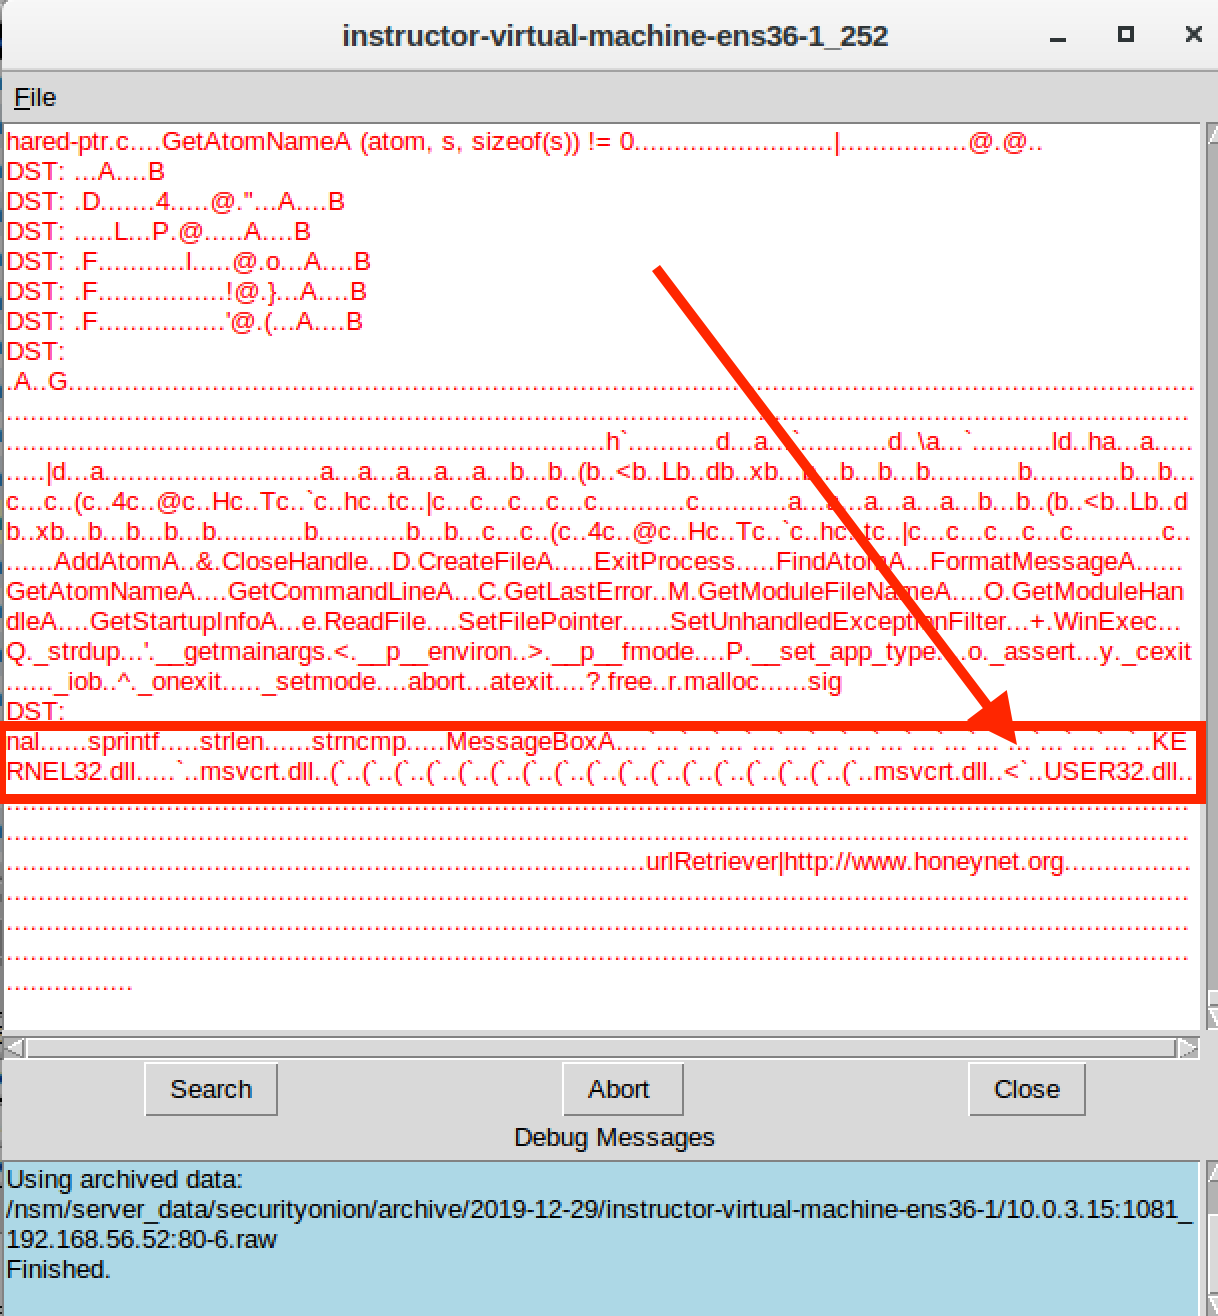 instructor-virtual-machine-ens36-1_252
File
hared-ptr.c....GetAtomNameA (atom, s, sizeof(s)) != 0.........................|................@.@..
DST: ...A....B
DST: .D.......4.....@."...A....B
DST: .....L...P.@.....A....B
DST: .F...........l.....@.o...A....B
DST: .F................!@.}...A....B
DST: .F................'@.(...A....B
DST:
.A..G..............................................................................................................................................
......................................................................................................................................................
............................................................................h`...........d...a...`...........d..\a...`..........ld..ha...a.....
.....|d...a...........................a...a...a...a...a...b...b..(b..<b..Lb..db..xb...b...b...b...b...........b...........b...b...
c...c..(c..4c..@c..Hc..Tc..`c..hc..tc..|c...c...c...c...c...........c...........a...a...a...a...a...b...b..(b..<b..Lb..d
b..xb...b...b...b...b...........b...........b...b...c...c..(c..4c..@c..Hc..Tc..`c..hc..tc..|c...c...c...c...c...........c..
.......AddAtomA..&.CloseHandle...D.CreateFileA.....ExitProcess.....FindAtomA...FormatMessageA......
GetAtomNameA....GetCommandLineA...C.GetLastError..M.GetModuleFileNameA....O.GetModuleHan
dleA....GetStartupInfoA...e.ReadFile....SetFilePointer......SetUnhandledExceptionFilter...+.WinExec...
Q._strdup...'.__getmainargs.<.__p__environ..>.__p__fmode....P.__set_app_type....o._assert...y._cexit
......._iob..^._onexit....._setmode....abort...atexit....?.free..r.malloc......sig
DST:
nal......sprintf.....strlen......strncmp.....MessageBoxA....`...`...`...`...`...`...`...`...`...`...`...`...`...`...`...`..KE
RNEL32.dll.....`..msvcrt.dll..(`..(`..(`..(`..(`..(`..(`..(`..(`..(`..(`..(`..(`..(`..(`..(`..(`..msvcrt.dll..<`..USER32.dll..
......................................................................................................................................................
......................................................................................................................................................
.................................................................................urlRetriever|http://www.honeynet.org................
......................................................................................................................................................
......................................................................................................................................................
......................................................................................................................................................
................
Search Abort Close
Debug Messages
Using archived data:
/nsm/server_data/securityonion/archive/2019-12-29/instructor-virtual-machine-ens36-1/10.0.3.15:1081_
192.168.56.52:80-6.raw
Finished.